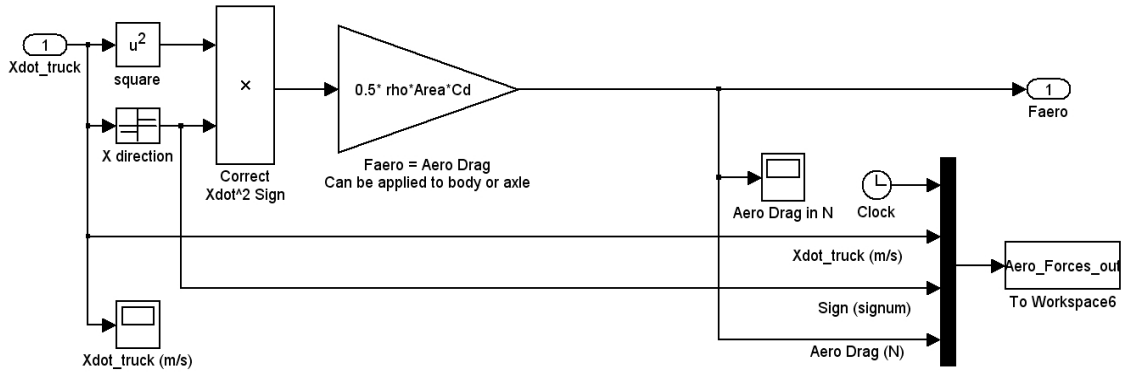 1
Xdot_truck
u2
square
X direction
×
Correct
Xdot^2 Sign
0.5* rho*Area*Cd
Faero = Aero Drag
Can be applied to body or axle
1
Faero
Aero Drag in N
Clock
Xdot_truck (m/s)
Sign (signum)
Aero Drag (N)
Aero_Forces_out
To Workspace6
Xdot_truck (m/s)